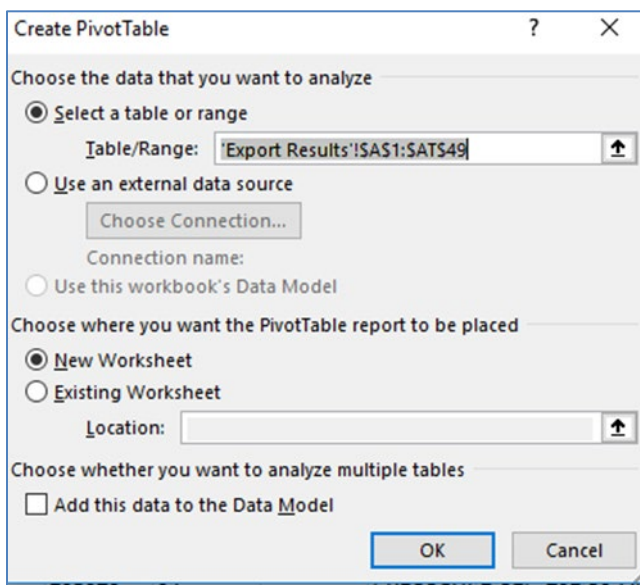 Create PivotTable ? ×
Choose the data that you want to analyze
Select a table or range
Table/Range: 'Export Results'!$A$1:$AT$49
Use an external data source
Choose Connection...
Connection name:
Use this workbook's Data Model
Choose where you want the PivotTable report to be placed
New Worksheet
Existing Worksheet
Location:
Choose whether you want to analyze multiple tables
Add this data to the Data Model
OK Cancel